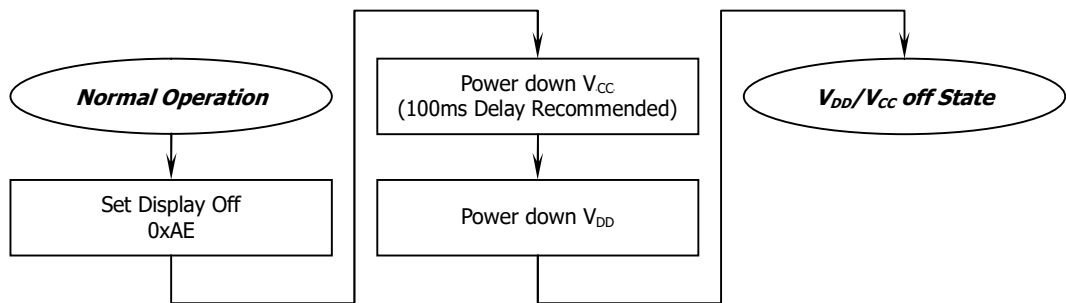 Normal Operation
Set Display Off
0xAE
Power down VCC
(100ms Delay Recommended)
Power down VDD
VDD/VCC off State